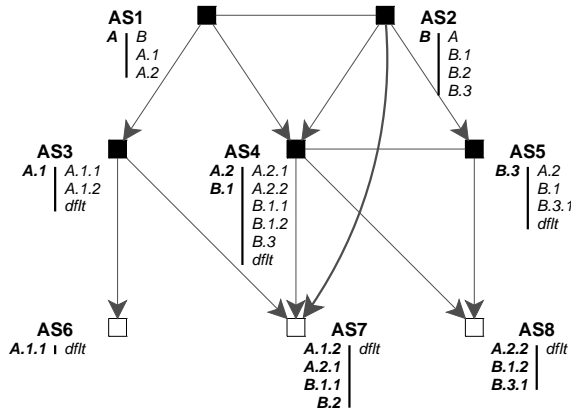 AS1
A B
A.1
A.2
AS2
B A
B.1
B.2
B.3
AS3
A.1 A.1.1
A.1.2
dflt
AS4
A.2 A.2.1
B.1 A.2.2
B.1.1
B.1.2
B.3
dflt
AS5
B.3 A.2
B.1
B.3.1
dflt
AS6
A.1.1 dflt
AS7
A.1.2 dflt
A.2.1
B.1.1
B.2
AS8
A.2.2 dflt
B.1.2
B.3.1